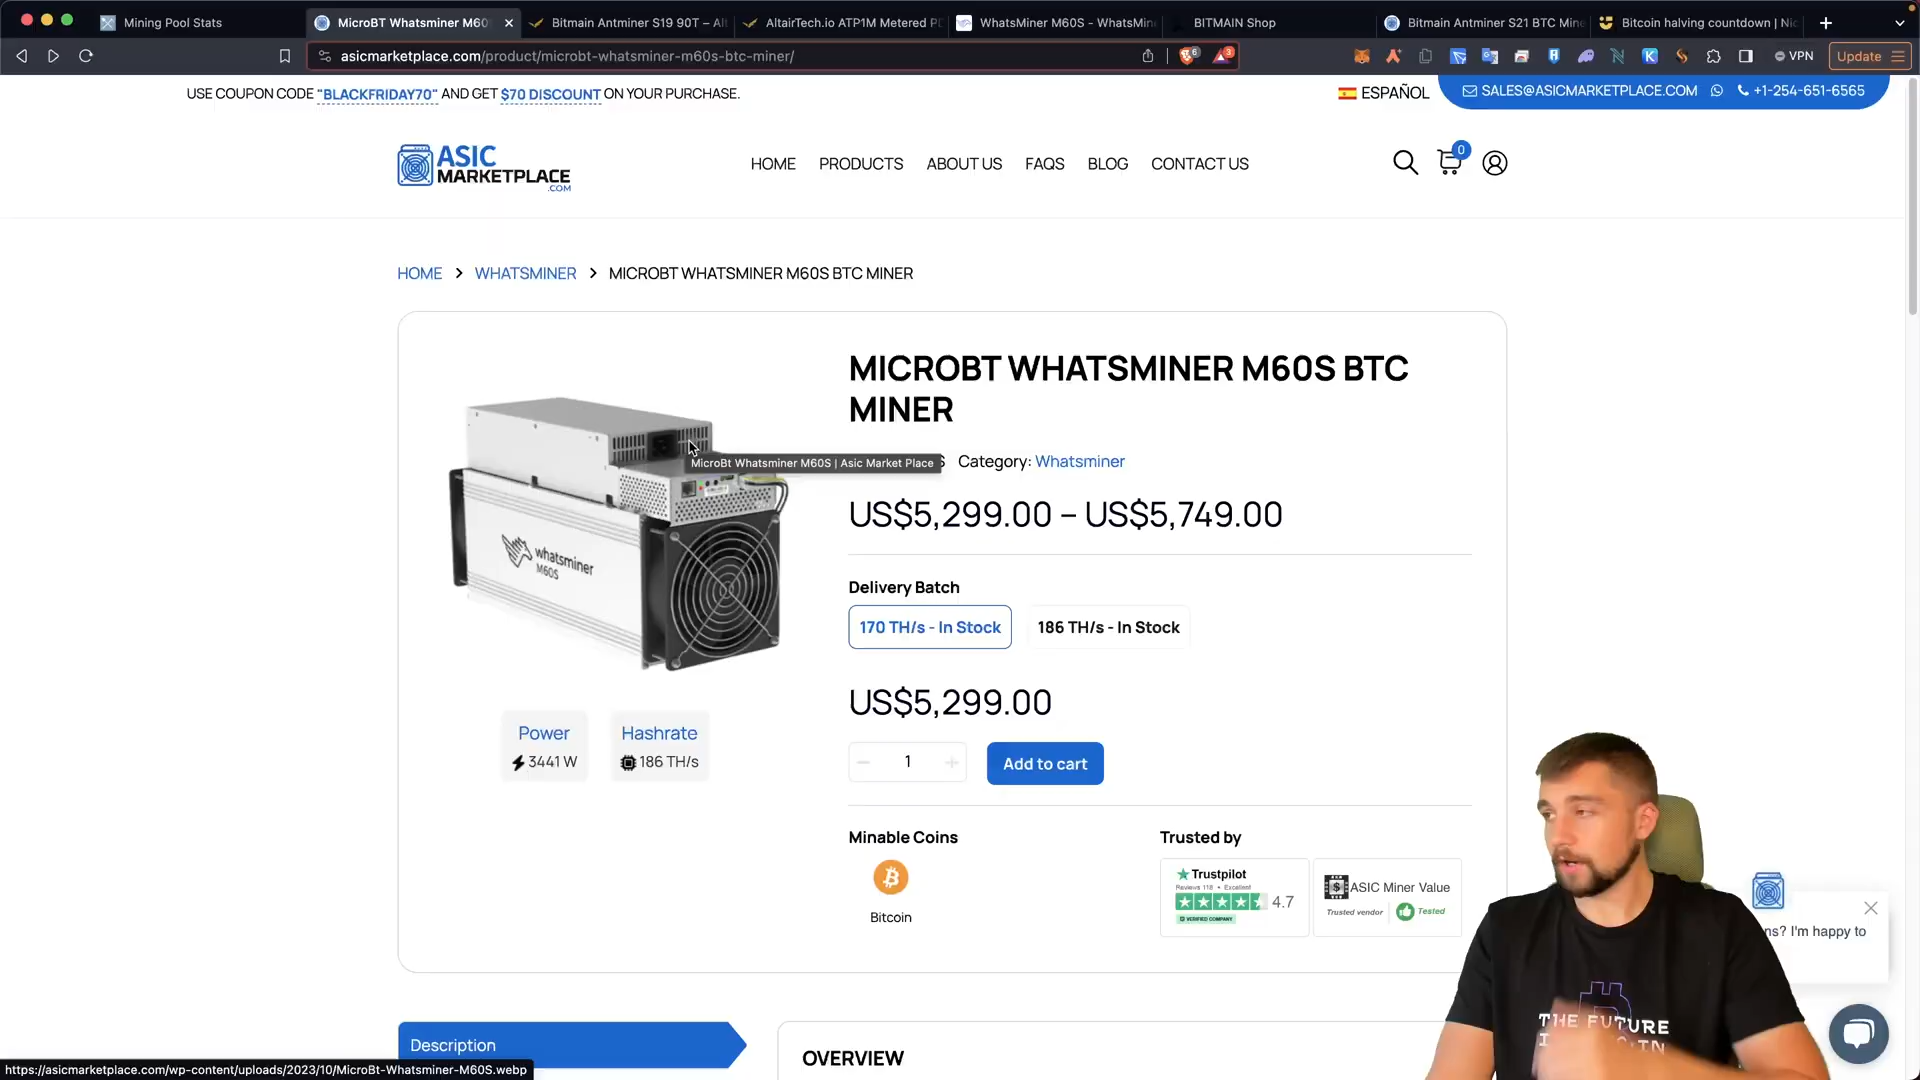 Mining Pool Stats
MicroBT Whatsminer M60
Bitmain Antminer S19 90T – Alt
AltairTech.io ATP1M Metered PD
WhatsMiner M60S - WhatsMin
BITMAIN Shop
Bitmain Antminer S21 BTC Mine
Bitcoin halving countdown | Nic
asicmarketplace.com/product/microbt-whatsminer-m60s-btc-miner/
6
3
VPN
Update
USE COUPON CODE "BLACKFRIDAY70" AND GET $70 DISCOUNT ON YOUR PURCHASE.
ESPAÑOL
SALES@ASICMARKETPLACE.COM
+1-254-651-6565
ASIC
MARKETPLACE
.COM
HOME
PRODUCTS
ABOUT US
FAQS
BLOG
CONTACT US
0
HOME > WHATSMINER > MICROBT WHATSMINER M60S BTC MINER
MICROBT WHATSMINER M60S BTC
MINER
MicroBt Whatsminer M60S | Asic Market Place
S Category: Whatsminer
US$5,299.00 – US$5,749.00
whatsminer
M60S
Delivery Batch
170 TH/s - In Stock
186 TH/s - In Stock
US$5,299.00
Power
3441 W
Hashrate
186 TH/s
1
Add to cart
Minable Coins
Bitcoin
Trusted by
Trustpilot
Reviews 118 • Excellent
4.7
VERIFIED COMPANY
ASIC Miner Value
Trusted vendor
Tested
ns? I'm happy to
THE FUTURE
Description
OVERVIEW
https://asicmarketplace.com/wp-content/uploads/2023/10/MicroBt-Whatsminer-M60S.webp